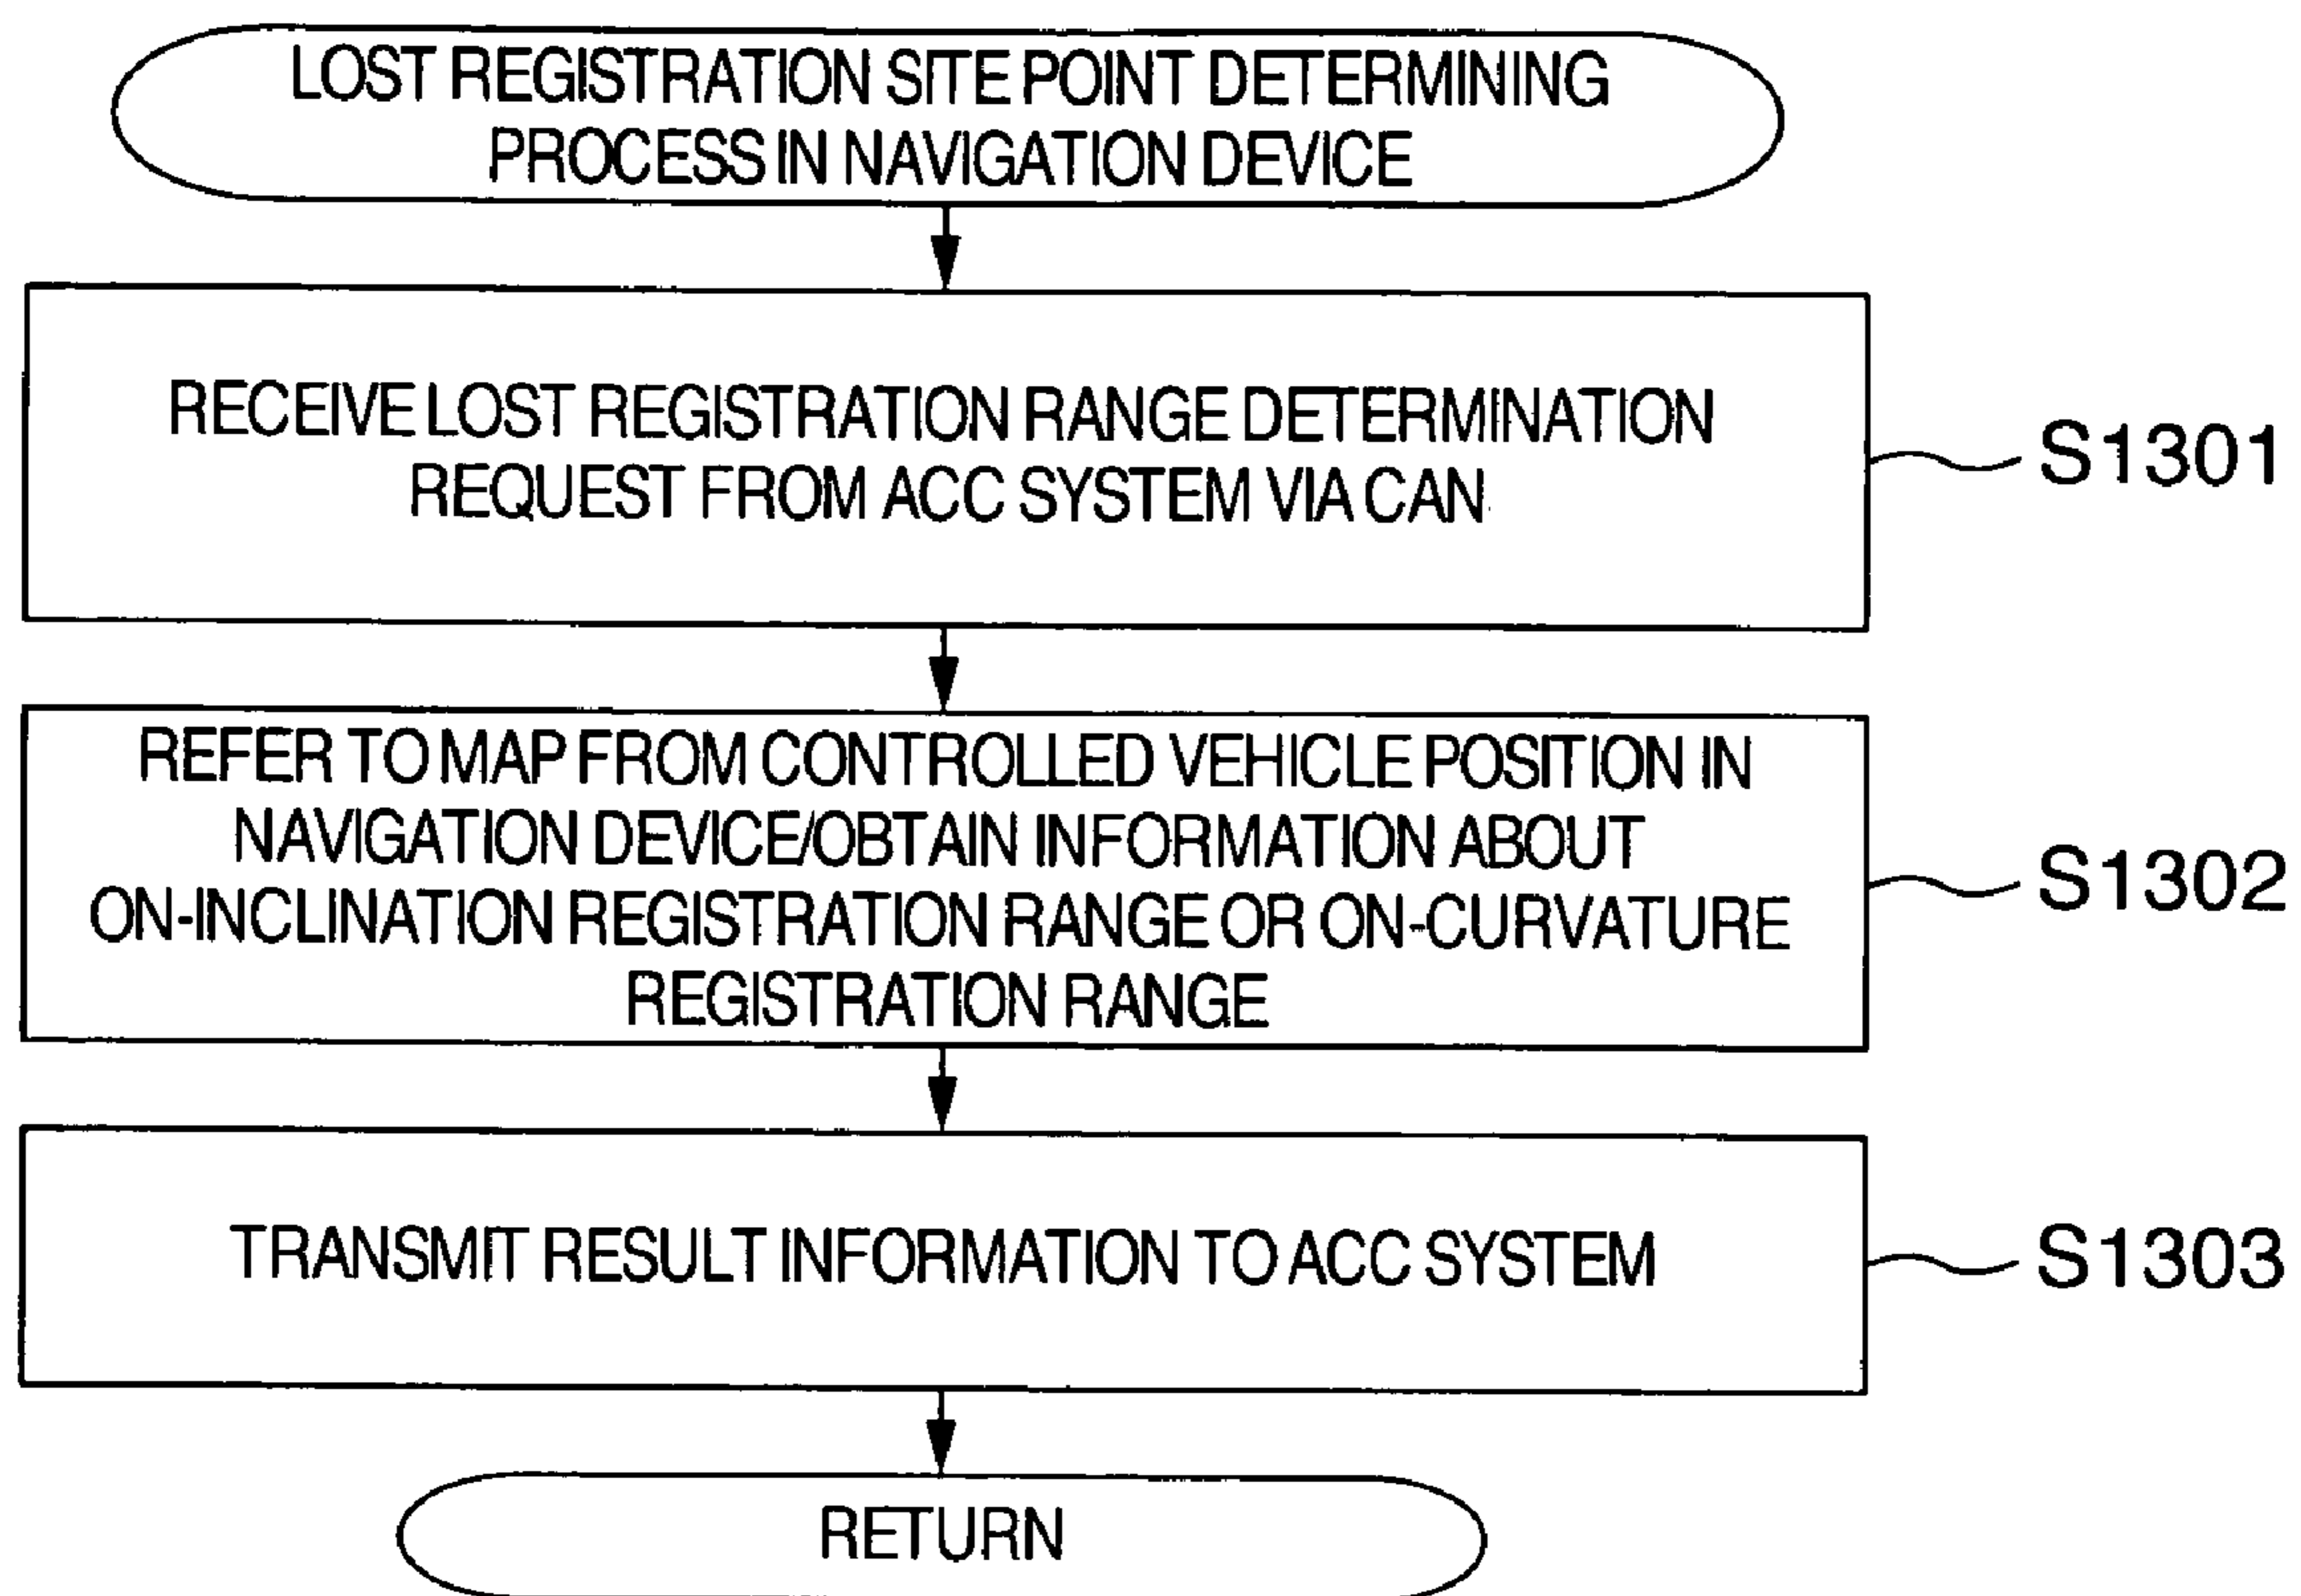 LOST REGISTRATION SITE POINT DETERMINING
PROCESS IN NAVIGATION DEVICE
RECEIVE LOST REGISTRATION RANGE DETERMINATION
REQUEST FROM ACC SYSTEM VIA CAN
S1301
REFER TO MAP FROM CONTROLLED VEHICLE POSITION IN
NAVIGATION DEVICE/OBTAIN INFORMATION ABOUT
ON-INCLINATION REGISTRATION RANGE OR ON-CURVATURE
REGISTRATION RANGE
S1302
TRANSMIT RESULT INFORMATION TO ACC SYSTEM
S1303
RETURN